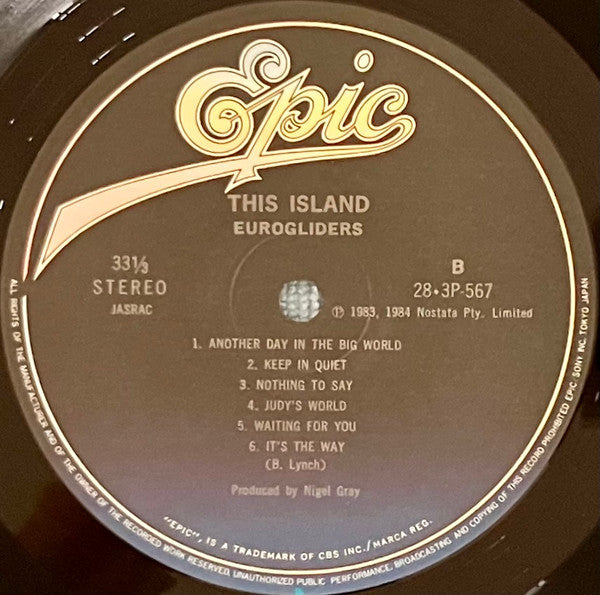 Epic
THIS ISLAND
EUROGLIDERS
33⅓
STEREO
JASRAC
B
28・3P-567
Ⓟ 1983, 1984 Nostata Pty. Limited
1. ANOTHER DAY IN THE BIG WORLD
2. KEEP IN QUIET
3. NOTHING TO SAY
4. JUDY'S WORLD
5. WAITING FOR YOU
6. IT'S THE WAY
(B. Lynch)
Produced by Nigel Gray
"EPIC", IS A TRADEMARK OF CBS INC./MARCA REG.
ALL RIGHTS OF THE MANUFACTURER AND OF THE OWNER OF THE RECORDED WORK RESERVED. UNAUTHORIZED PUBLIC PERFORMANCE, BROADCASTING AND COPYING OF THIS RECORD PROHIBITED EPIC SONY INC. TOKYO JAPAN